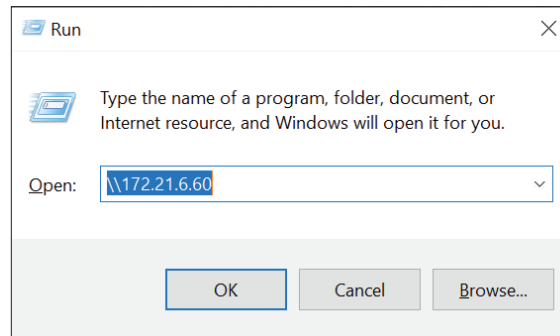 Run
Type the name of a program, folder, document, or
Internet resource, and Windows will open it for you.
Open: \\172.21.6.60
OK Cancel Browse...